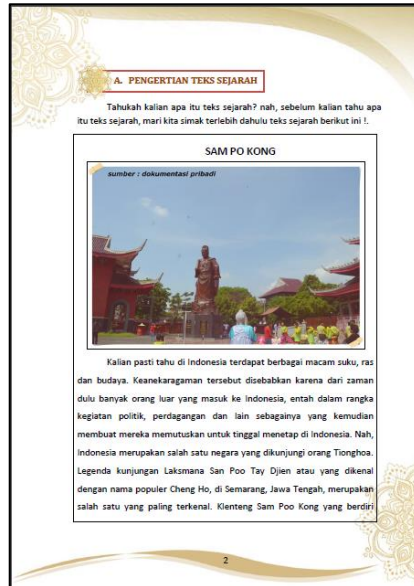 A. PENGERTIAN TEKS SEJARAH
Tahukah kalian apa itu teks sejarah? nah, sebelum kalian tahu apa
itu teks sejarah, mari kita simak terlebih dahulu teks sejarah berikut ini !.
SAM PO KONG
sumber : dokumentasi pribadi
Kalian pasti tahu di Indonesia terdapat berbagai macam suku, ras
dan budaya. Keanekaragaman tersebut disebabkan karena dari zaman
dulu banyak orang luar yang masuk ke Indonesia, entah dalam rangka
kegiatan politik, perdagangan dan lain sebagainya yang kemudian
membuat mereka memutuskan untuk tinggal menetap di Indonesia. Nah,
Indonesia merupakan salah satu negara yang dikunjungi orang Tionghoa.
Legenda kunjungan Laksmana San Poo Tay Djien atau yang dikenal
dengan nama populer Cheng Ho, di Semarang, Jawa Tengah, merupakan
salah satu yang paling terkenal. Klenteng Sam Poo Kong yang berdiri
2